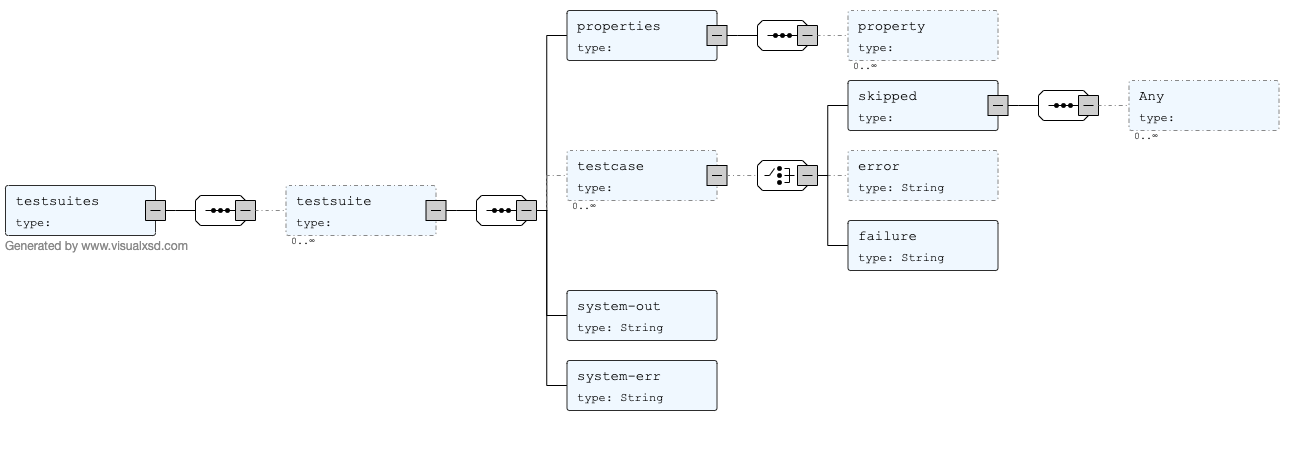 properties
type:
property
type:
0..∞
skipped
type:
Any
type:
0..∞
testcase
type:
0..∞
error
type: String
testsuites
type:
Generated by www.visualxsd.com
testsuite
type:
0..∞
failure
type: String
system-out
type: String
system-err
type: String